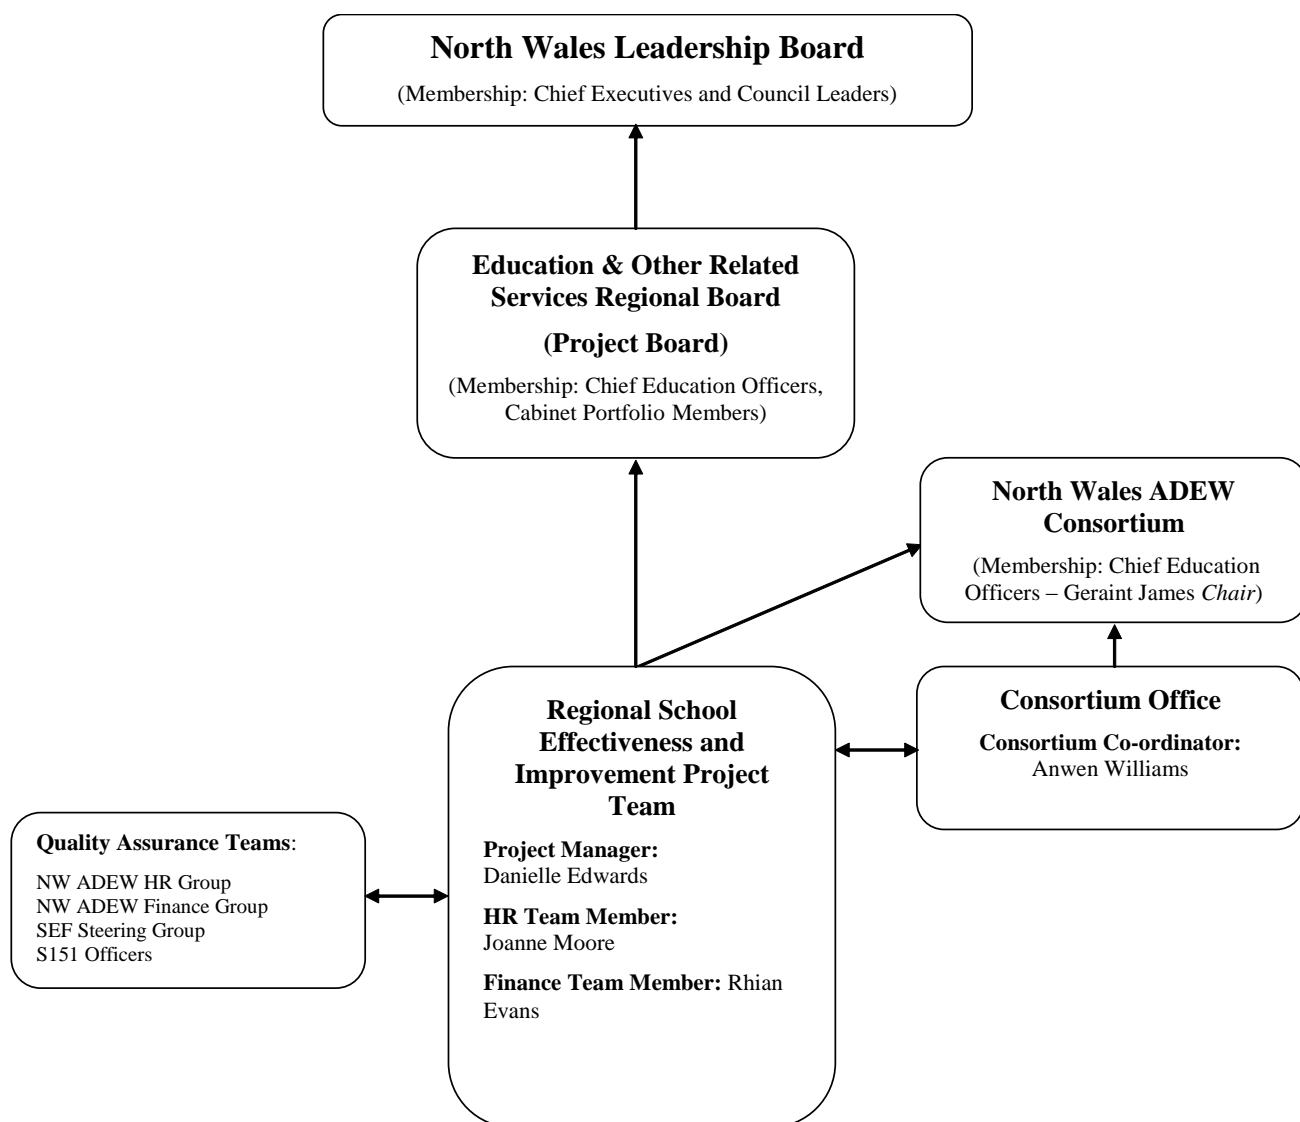 North Wales Leadership Board
(Membership: Chief Executives and Council Leaders)
Education & Other Related
Services Regional Board
(Project Board)
(Membership: Chief Education Officers,
Cabinet Portfolio Members)
North Wales ADEW
Consortium
(Membership: Chief Education
Officers – Geraint James Chair)
Regional School
Effectiveness and
Improvement Project
Team
Project Manager:
Danielle Edwards
HR Team Member:
Joanne Moore
Finance Team Member: Rhian
Evans
Consortium Office
Consortium Co-ordinator:
Anwen Williams
Quality Assurance Teams:
NW ADEW HR Group
NW ADEW Finance Group
SEF Steering Group
S151 Officers